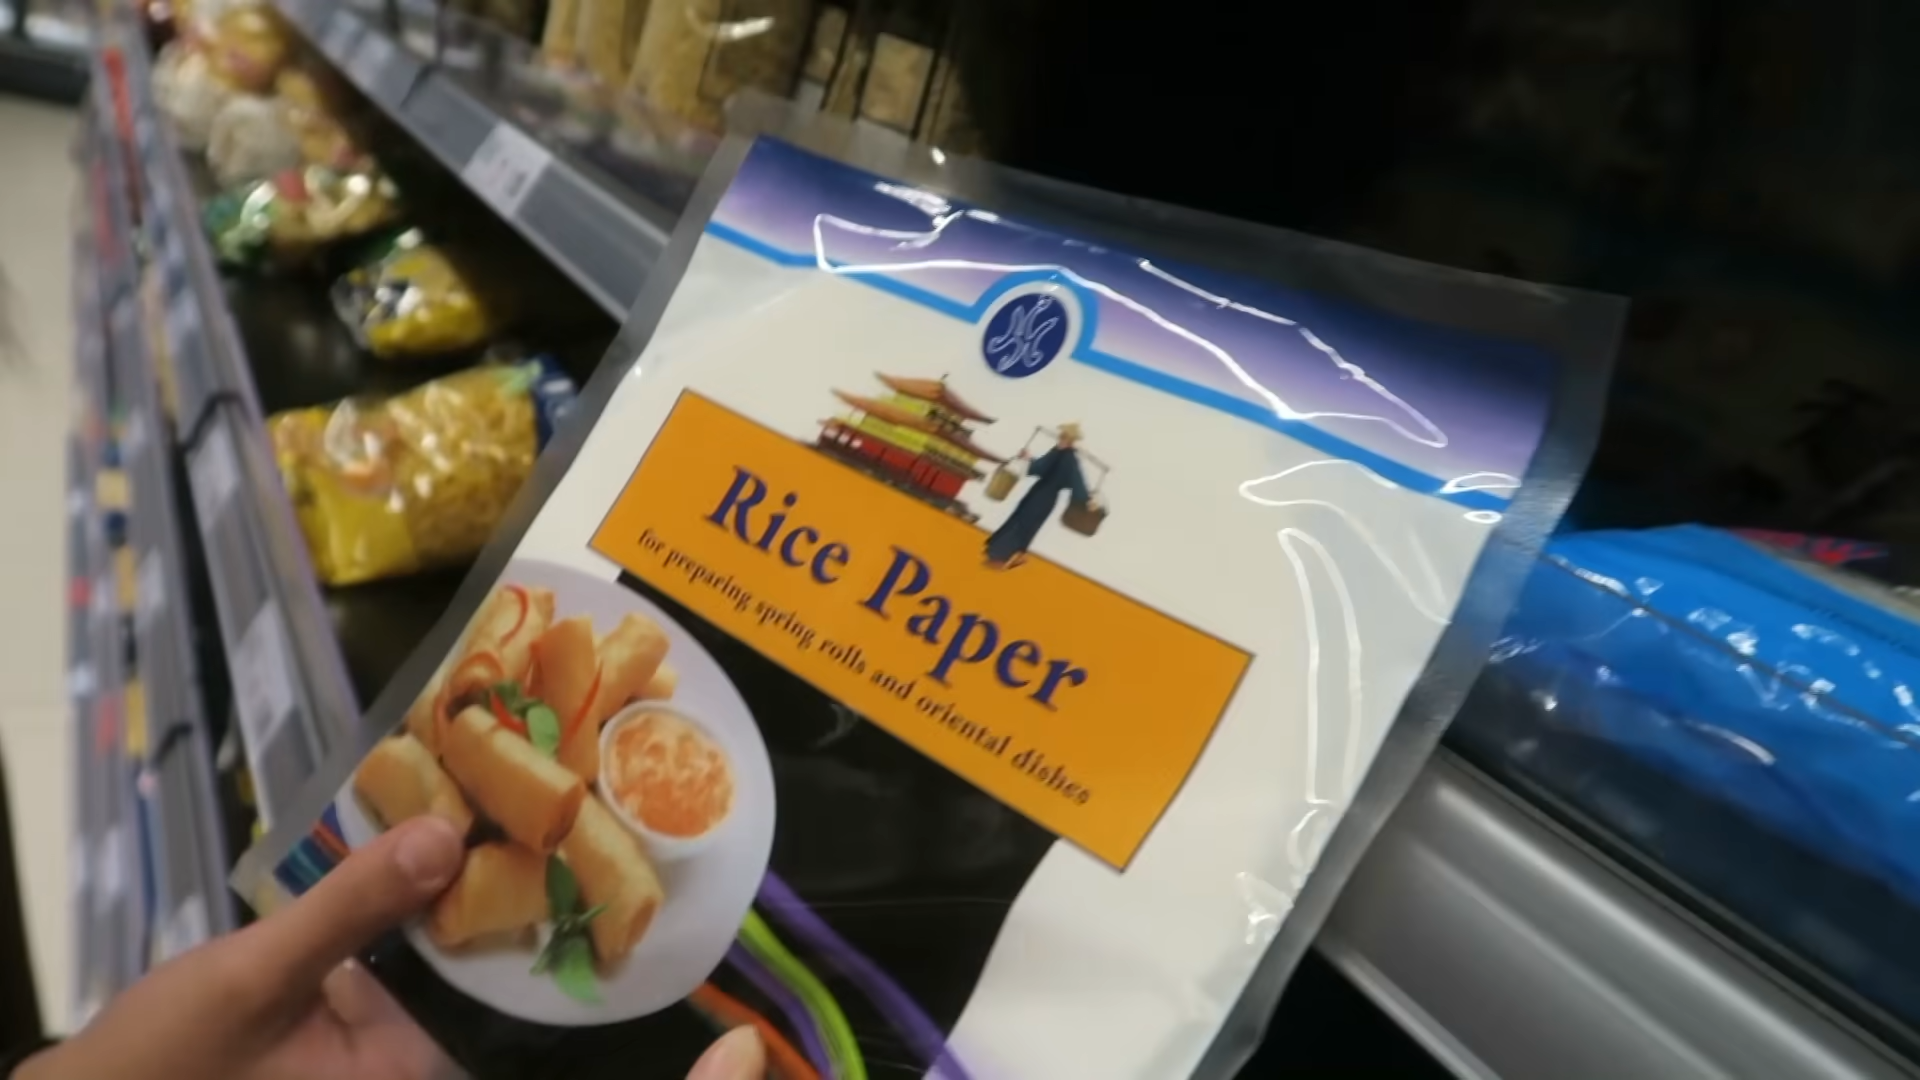 Rice Paper
for preparing spring rolls and oriental dishes